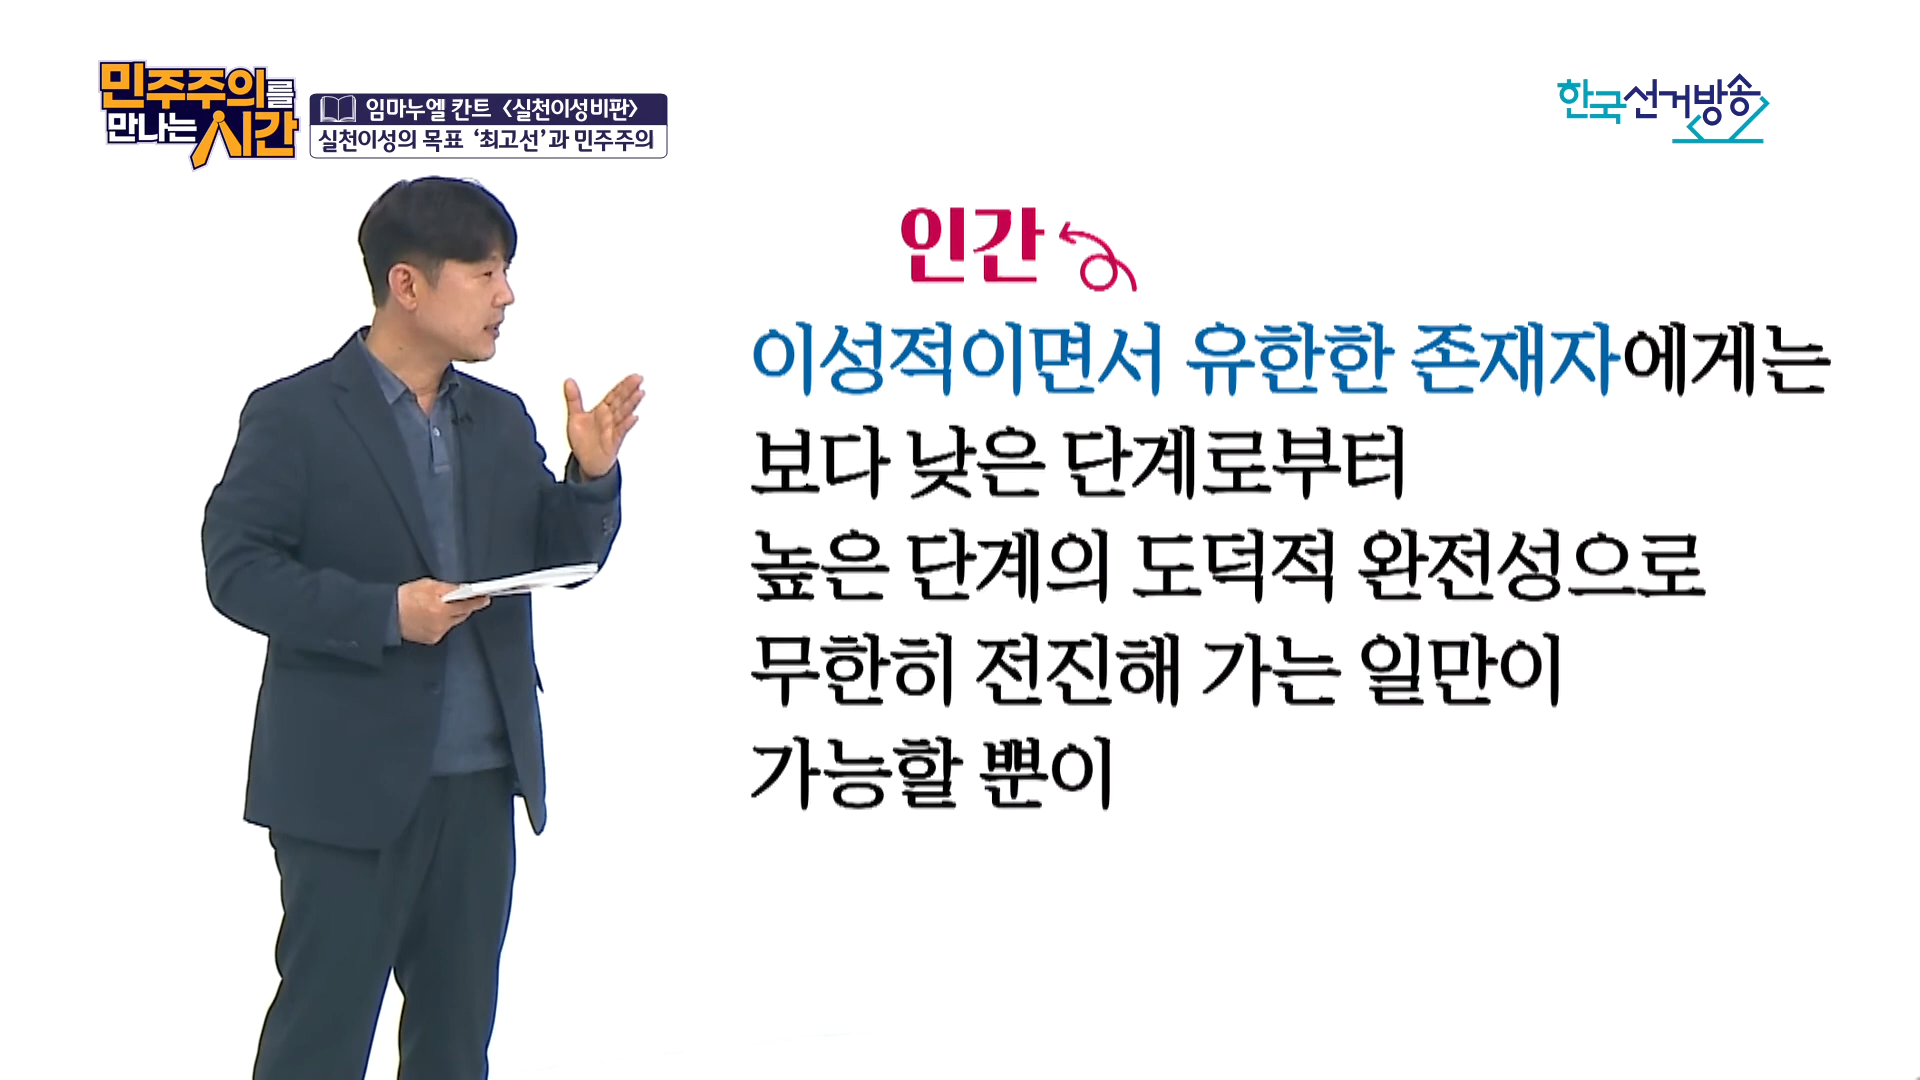 민주주의를
만나는 시간
임마누엘 칸트 <실천이성비판>
실천이성의 목표 ‘최고선’과 민주주의
한국선거방송
인간
이성적이면서 유한한 존재자에게는
보다 낮은 단계로부터
높은 단계의 도덕적 완전성으로
무한히 전진해 가는 일만이
가능할 뿐이